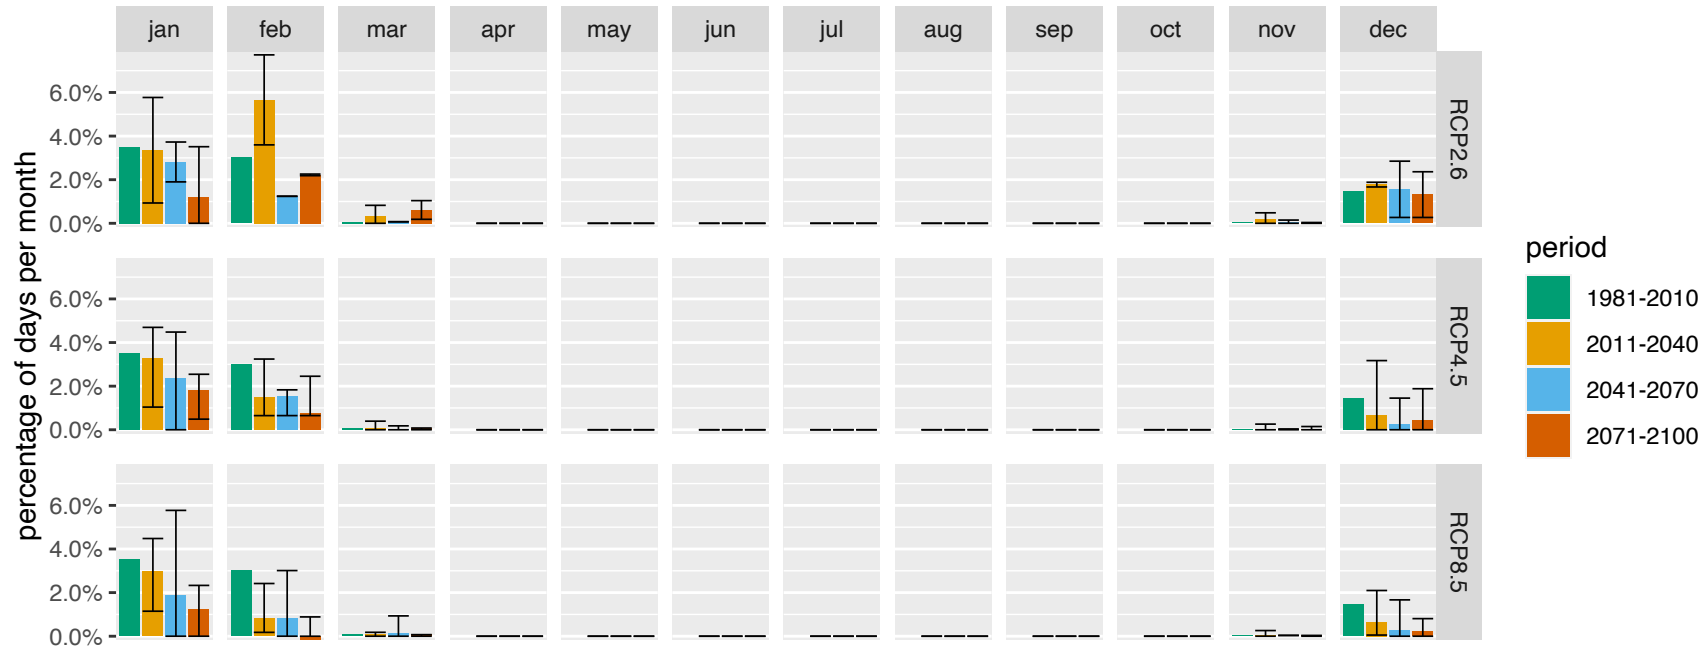 jan feb mar apr may jun jul aug sep oct nov dec
percentage of days per month
6.0%
4.0%
2.0%
0.0%
RCP2.6
6.0%
4.0%
2.0%
0.0%
RCP4.5
6.0%
4.0%
2.0%
0.0%
RCP8.5
period
1981-2010
2011-2040
2041-2070
2071-2100